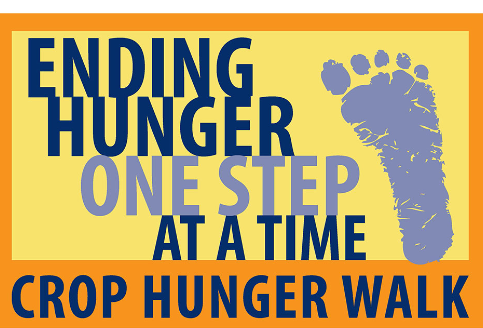 ENDING
HUNGER
ONE STEP
AT A TIME
CROP HUNGER WALK